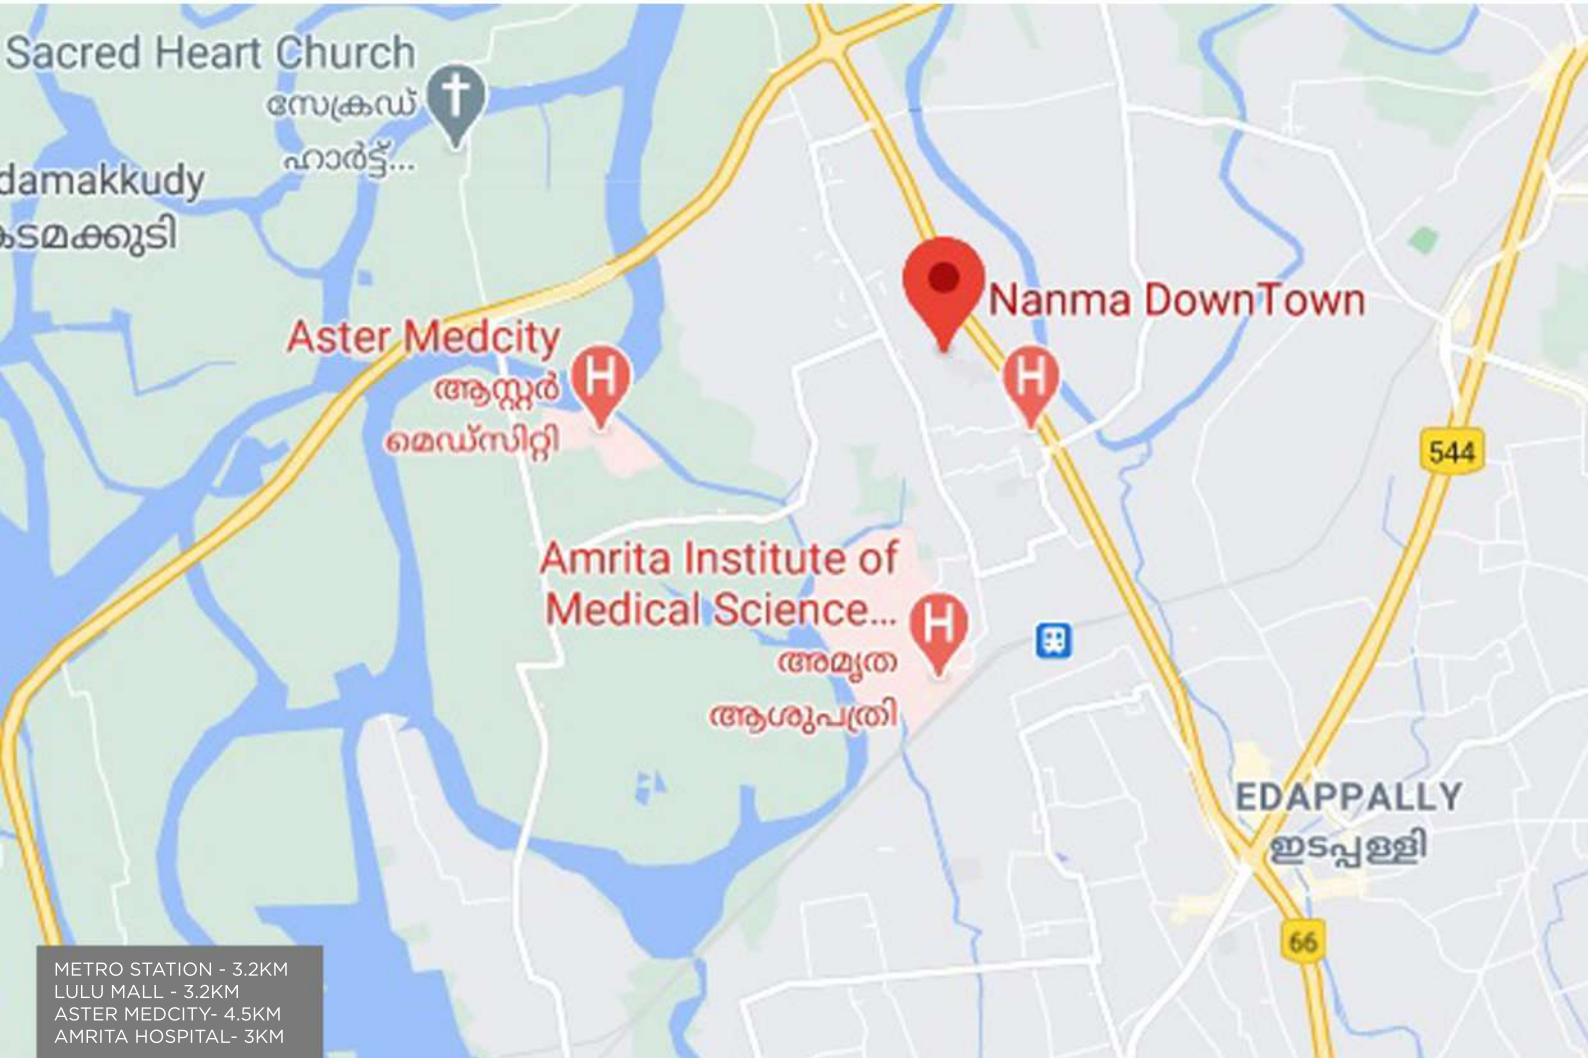 Sacred Heart Church
സേക്രഡ്
ഹാർട്ട്...
damakkudy
കടമക്കുടി
Nanma DownTown
H
Aster Medcity
ആസ്റ്റർ
മെഡ്സിറ്റി
H
544
Amrita Institute of
Medical Science...
അമൃത
ആശുപത്രി
H
EDAPPALLY
ഇടപ്പള്ളി
66
METRO STATION - 3.2KM
LULU MALL - 3.2KM
ASTER MEDCITY- 4.5KM
AMRITA HOSPITAL- 3KM